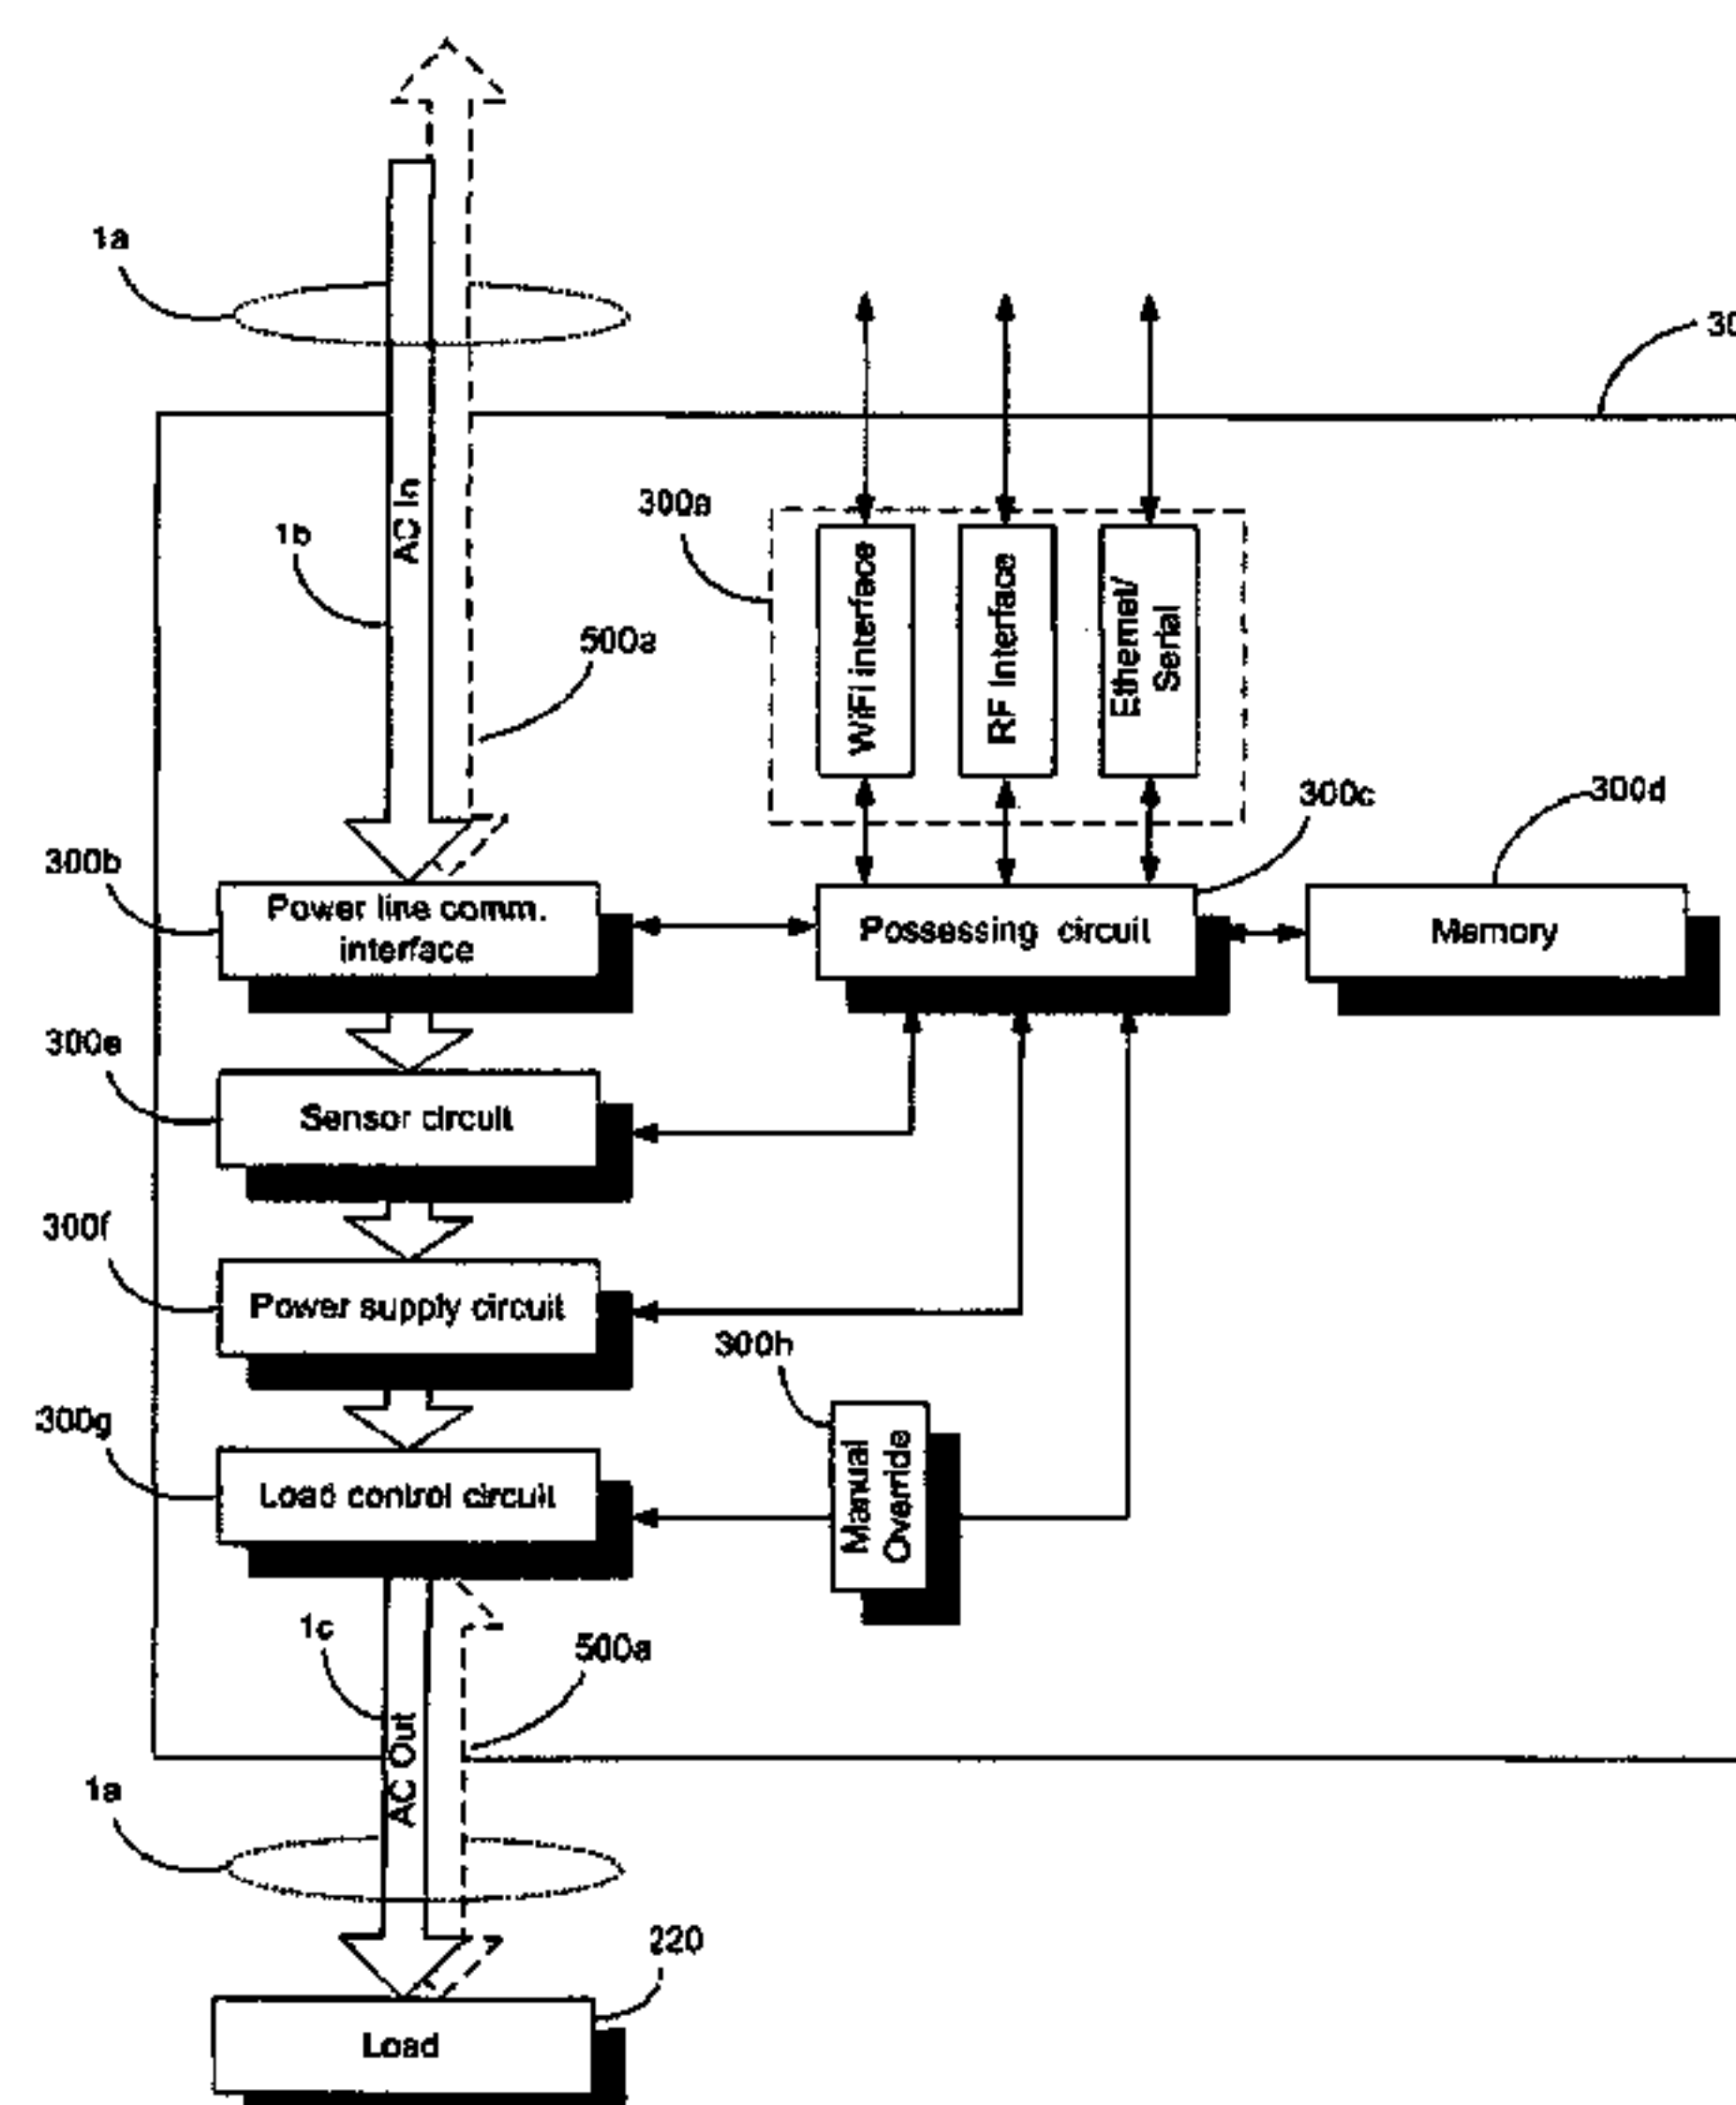 1a
30
AC In
1b
300a
500a
WiFi interface
RF Interface
Ethernet/
Serial
300c
300d
300b
Power line comm.
interface
Possessing circuit
Memory
300e
Sensor circuit
300f
Power supply circuit
300h
300g
Load control circuit
Manual
Override
1c
500a
AC Out
1a
220
Load